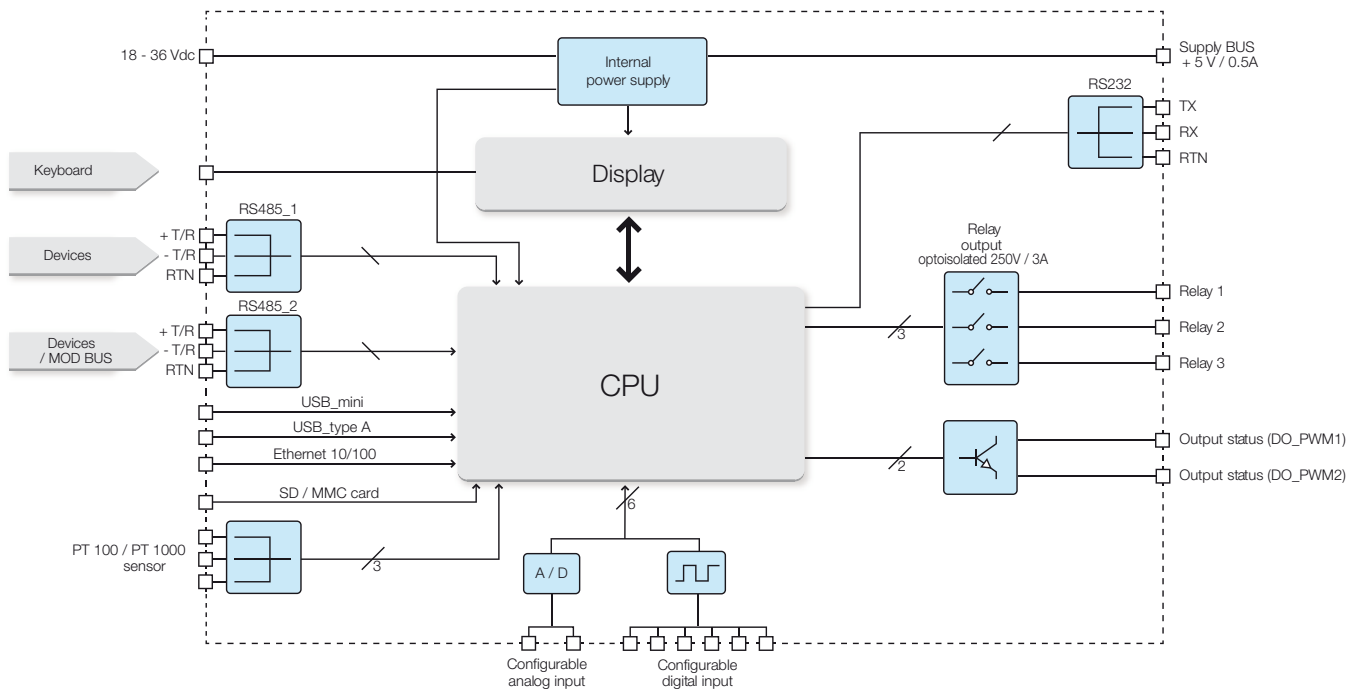 18 - 36 Vdc
Internal
power supply
Supply BUS
+ 5 V / 0.5A
RS232
TX
RX
RTN
Keyboard
Display
RS485_1
+ T/R
- T/R
RTN
Devices
Relay
output
optoisolated 250V / 3A
Relay 1
Relay 2
Relay 3
3
RS485_2
+ T/R
- T/R
RTN
Devices
/ MOD BUS
CPU
USB_mini
USB_type A
Ethernet 10/100
SD / MMC card
2
Output status (DO_PWM1)
Output status (DO_PWM2)
PT 100 / PT 1000
sensor
3
6
A / D
Configurable
analog input
Configurable
digital input